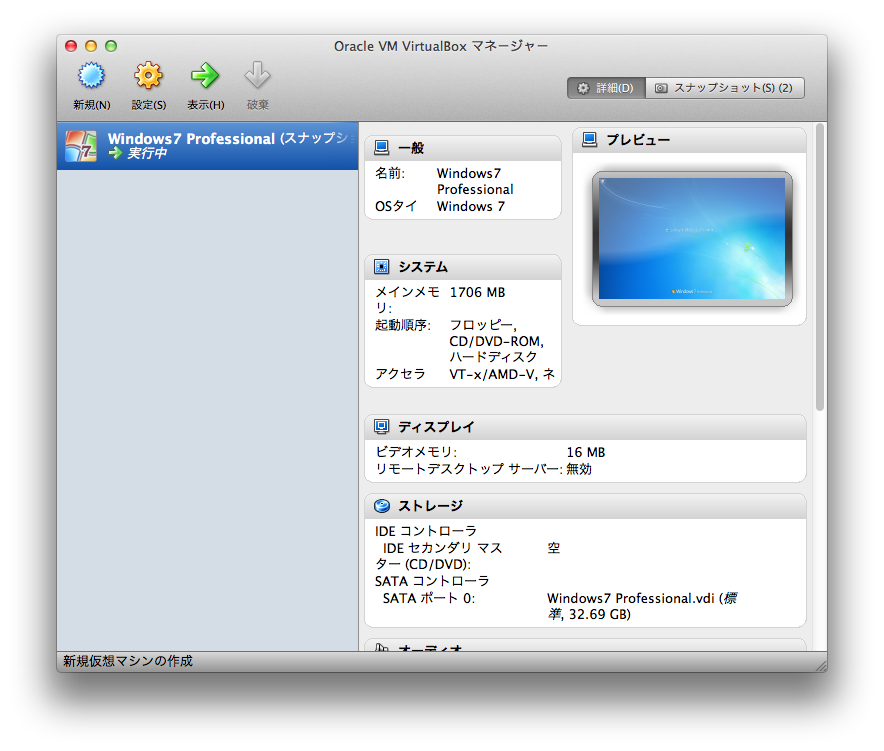 Oracle VM VirtualBox マネージャー
新規(N)
設定(S)
表示(H)
破棄
詳細(D)
スナップショット(S) (2)
Windows7 Professional (スナップシ
実行中
一般
名前: Windows7
Professional
OSタイ Windows 7
プレビュー
システム
メインメモ 1706 MB
リ:
起動順序: フロッピー,
CD/DVD-ROM,
ハードディスク
アクセラ VT-x/AMD-V, ネ
ディスプレイ
ビデオメモリ: 16 MB
リモートデスクトップ サーバー: 無効
ストレージ
IDE コントローラ
IDE セカンダリ マス 空
ター (CD/DVD):
SATA コントローラ
SATA ポート 0: Windows7 Professional.vdi (標
準, 32.69 GB)
オーディオ
新規仮想マシンの作成